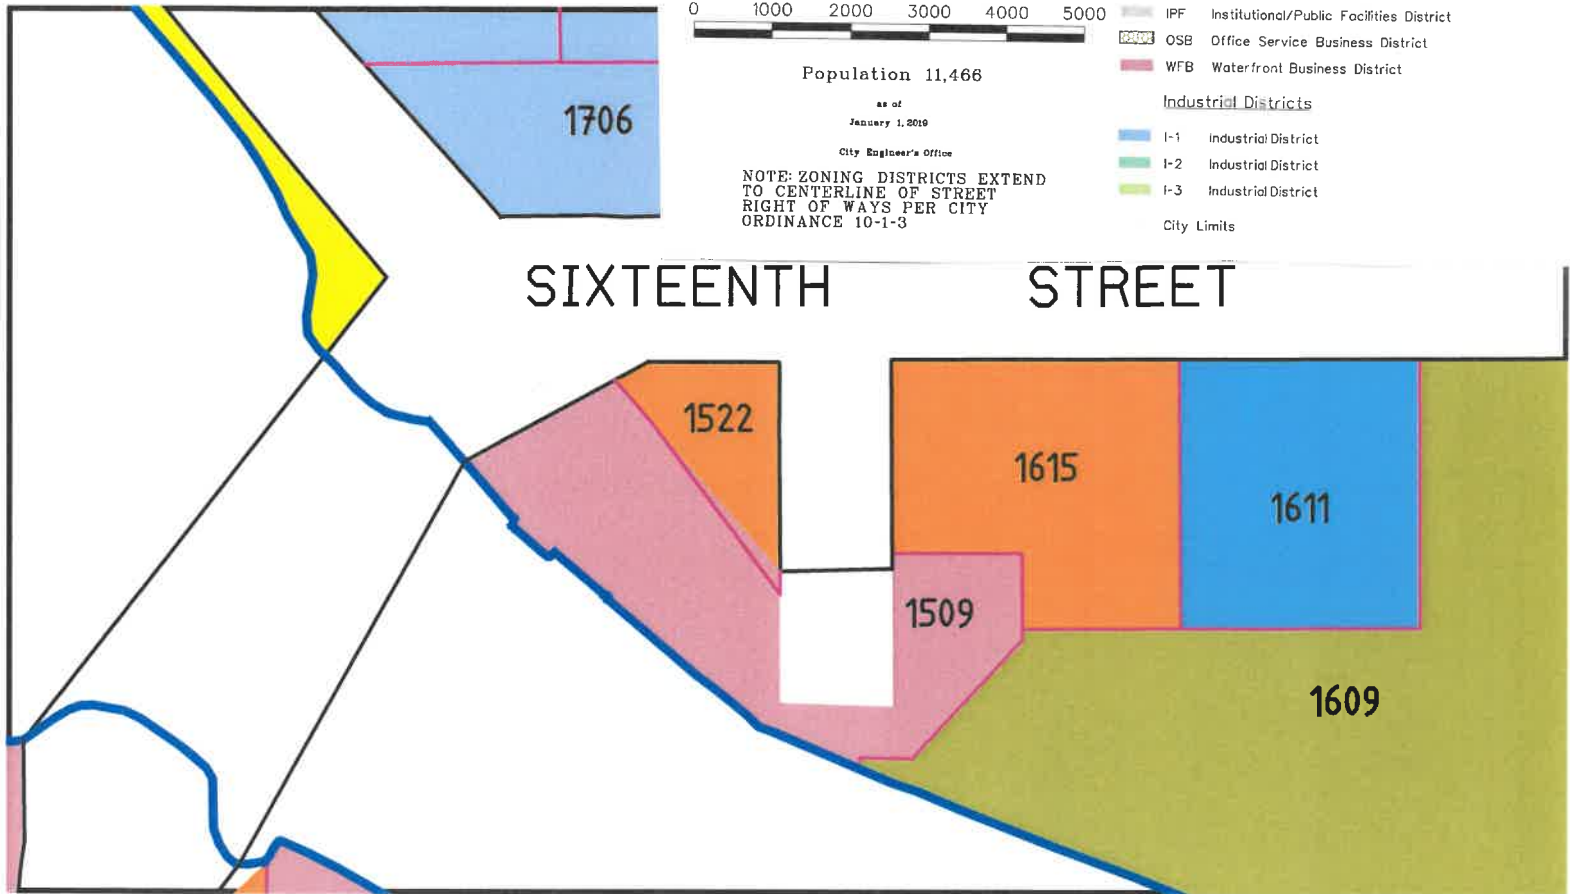 0 1000 2000 3000 4000 5000
Population 11,466
as of
January 1, 2019
City Engineer's Office
NOTE: ZONING DISTRICTS EXTEND
TO CENTERLINE OF STREET
RIGHT OF WAYS PER CITY
ORDINANCE 10-1-3
IPF Institutional/Public Facilities District
OSB Office Service Business District
WFB Waterfront Business District
Industrial Districts
I-1 Industrial District
I-2 Industrial District
I-3 Industrial District
City Limits
1706
SIXTEENTH STREET
1522
1615
1611
1509
1609